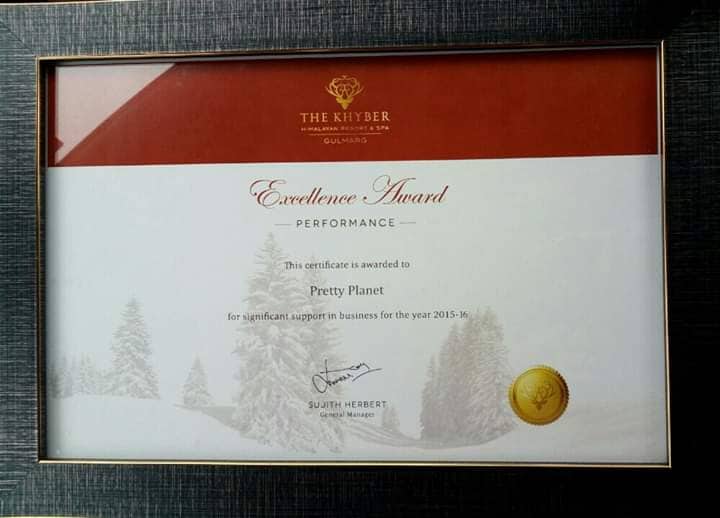 THE KHYBER
HIMALAYAN RESORT & SPA
GULMARG
Excellence Award
PERFORMANCE
This certificate is awarded to
Pretty Planet
for significant support in business for the year 2015-16
SUJITH HERBERT
General Manager